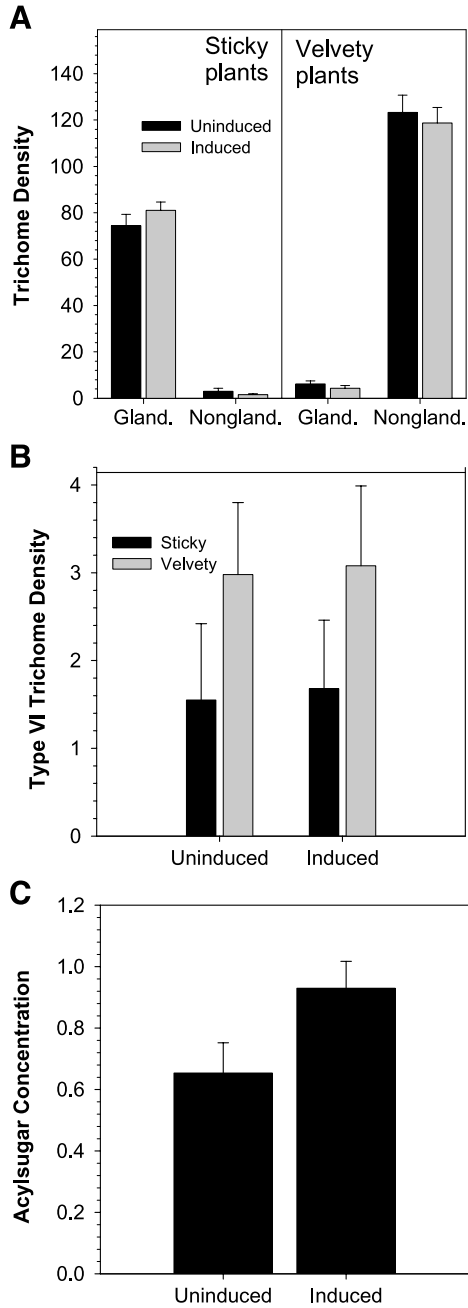 A
Sticky
plants
Velvety
plants
Uninduced
Induced
Trichome Density
140
120
100
80
60
40
20
0
Gland. Nongland. Gland. Nongland.
B
Sticky
Velvety
Type VI Trichome Density
4
3
2
1
0
Uninduced Induced
C
Acylsugar Concentration
1.2
1.0
0.8
0.6
0.4
0.2
0.0
Uninduced Induced